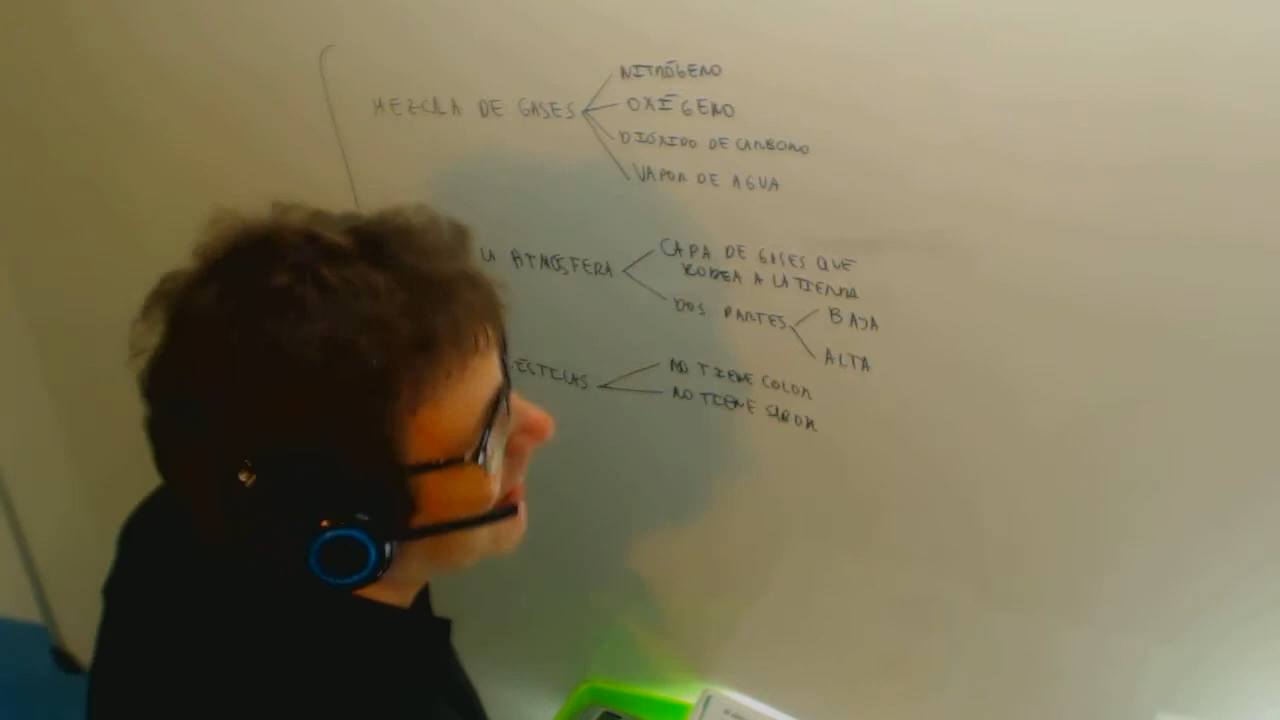 MEZCLA DE GASES
NITRÓGENO
OXÍGENO
DIÓXIDO DE CARBONO
VAPOR DE AGUA
ATMÓSFERA
CAPA DE GASES QUE
RODEA A LA TIERRA
DOS PARTES
BAJA
ALTA
ÍSTICAS
NO TIENE COLOR
NO TIENE SABOR